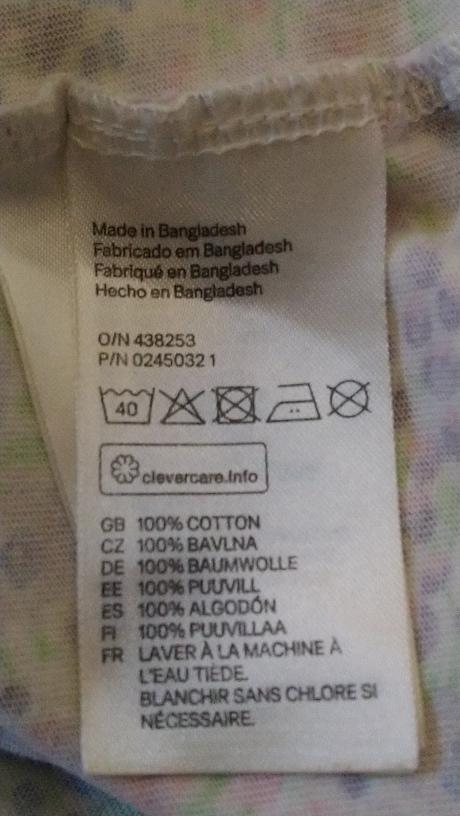 Made in Bangladesh
Fabricado em Bangladesh
Fabriqué en Bangladesh
Hecho en Bangladesh
O/N 438253
P/N 02450321
40
clevercare.info
GB 100% COTTON
CZ 100% BAVLNA
DE 100% BAUMWOLLE
EE 100% PUUVILL
ES 100% ALGODÓN
FI 100% PUUVILLAA
FR LAVER À LA MACHINE À
L'EAU TIÈDE.
BLANCHIR SANS CHLORE SI
NÉCESSAIRE.